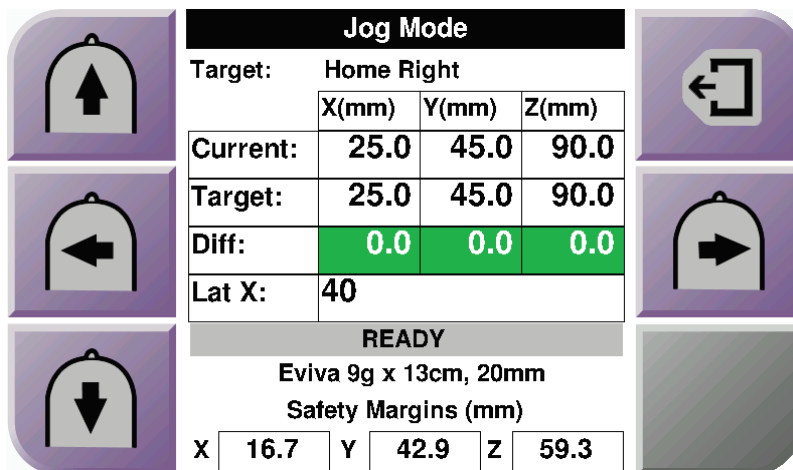 Jog Mode
Target: Home Right
X(mm) Y(mm) Z(mm)
Current: 25.0 45.0 90.0
Target: 25.0 45.0 90.0
Diff: 0.0 0.0 0.0
Lat X: 40
READY
Eviva 9g x 13cm, 20mm
Safety Margins (mm)
X 16.7 Y 42.9 Z 59.3